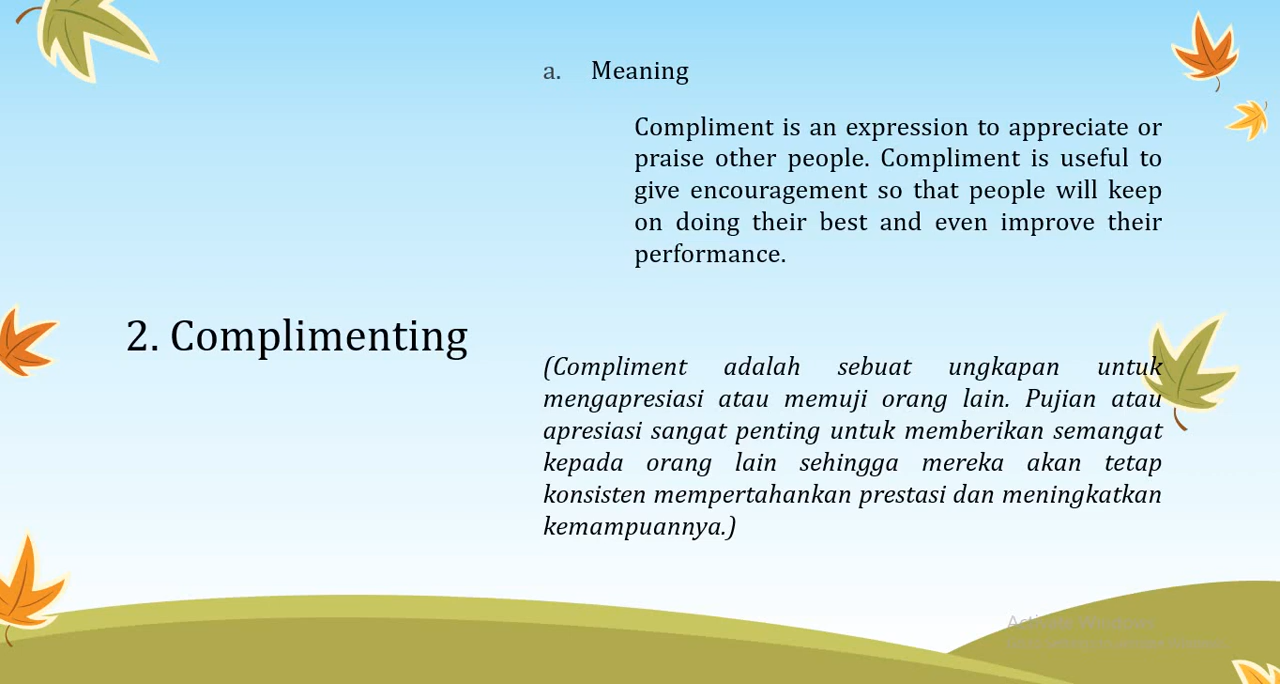 a. Meaning
Compliment is an expression to appreciate or
praise other people. Compliment is useful to
give encouragement so that people will keep
on doing their best and even improve their
performance.
2. Complimenting
(Compliment adalah sebuat ungkapan untuk
mengapresiasi atau memuji orang lain. Pujian atau
apresiasi sangat penting untuk memberikan semangat
kepada orang lain sehingga mereka akan tetap
konsisten mempertahankan prestasi dan meningkatkan
kemampuannya.)
Activate Windows